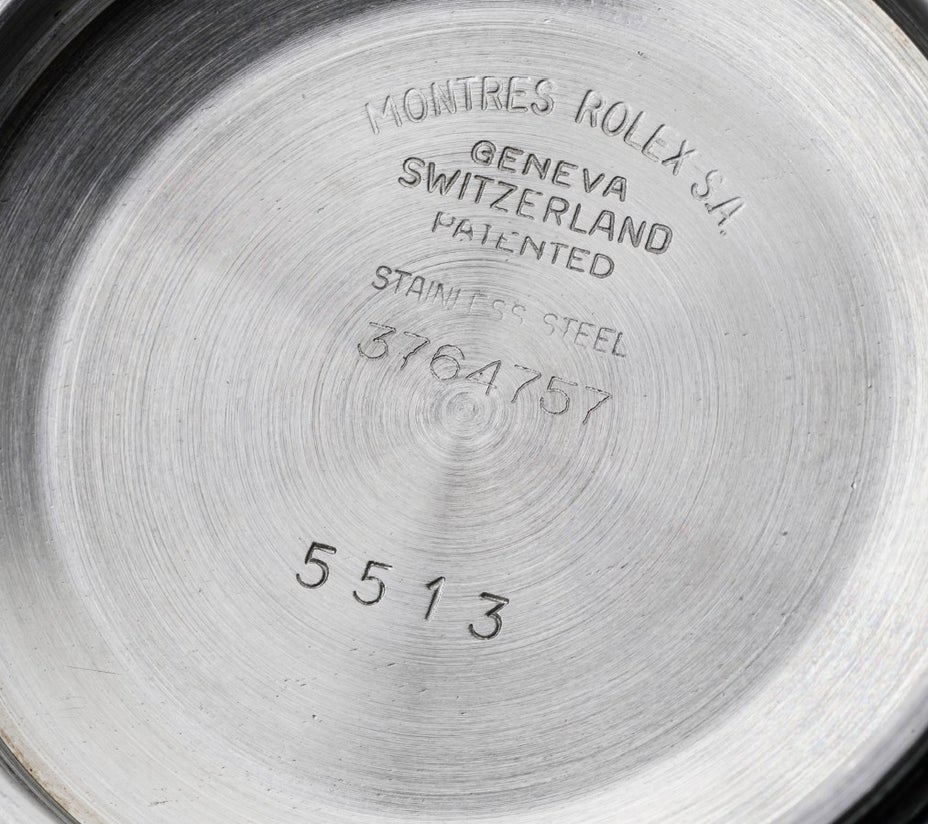 MONTRES ROLEX S.A.
GENEVA
SWITZERLAND
PATENTED
STAINLESS STEEL
3764757
5513